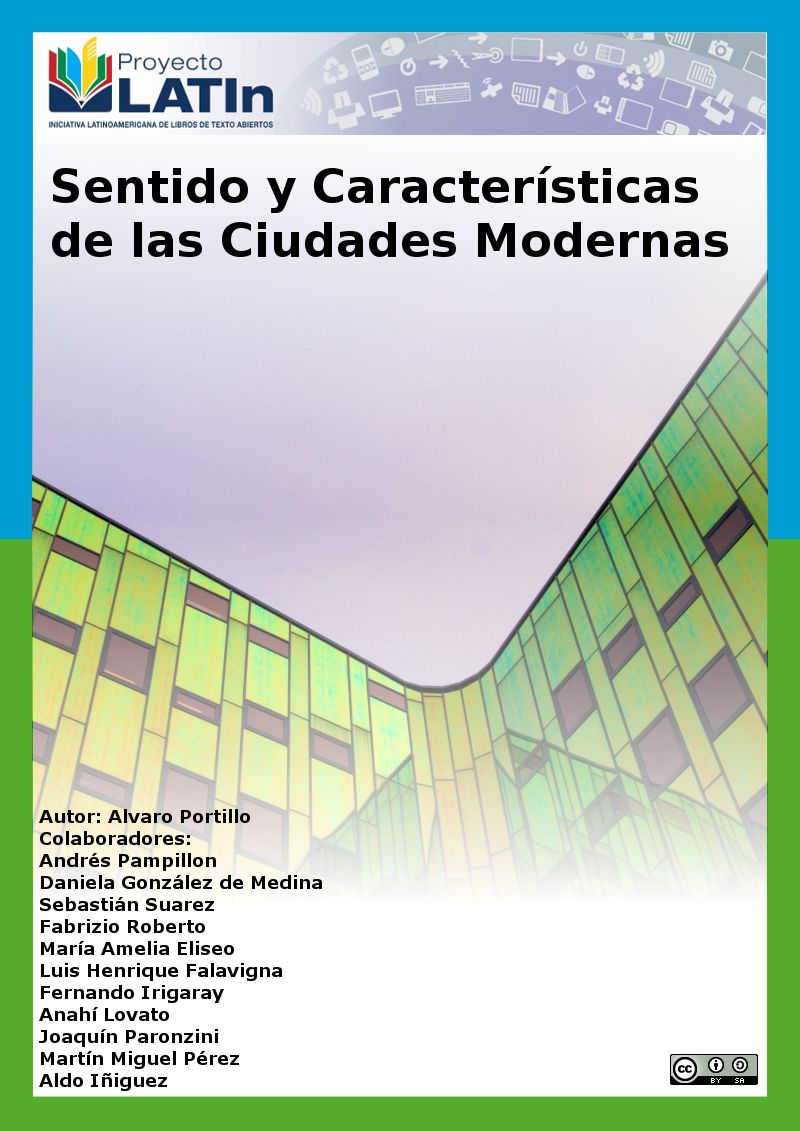 Proyecto
LATIn
INICIATIVA LATINOAMERICANA DE LIBROS DE TEXTO ABIERTOS
Sentido y Características
de las Ciudades Modernas
Autor: Alvaro Portillo
Colaboradores:
Andrés Pampillon
Daniela González de Medina
Sebastián Suarez
Fabrizio Roberto
María Amelia Eliseo
Luis Henrique Falavigna
Fernando Irigaray
Anahí Lovato
Joaquín Paronzini
Martín Miguel Pérez
Aldo Iñiguez
cc
BY SA